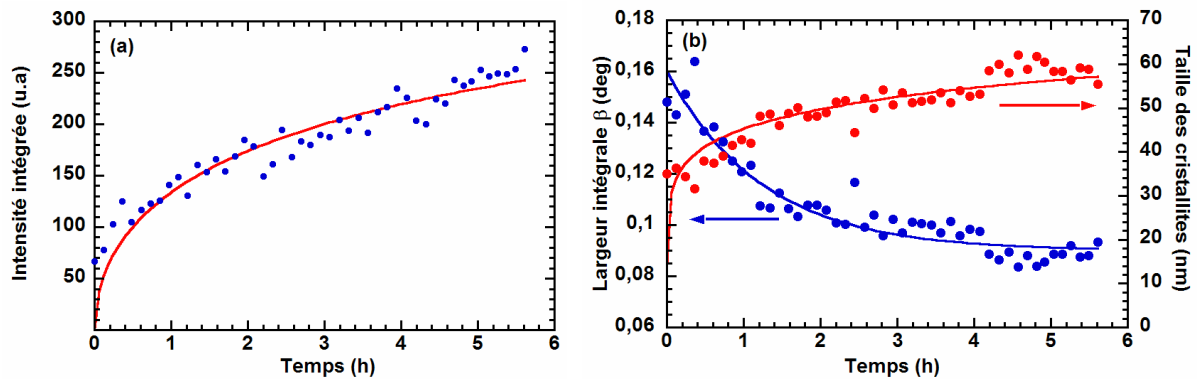 (a)
Intensité intégrée (u.a)
300
250
200
150
100
50
0 1 2 3 4 5 6
Temps (h)
(b)
Largeur intégrale β (deg)
0,18
0,16
0,14
0,12
0,1
0,08
0,06
0 1 2 3 4 5 6
Temps (h)
70
60
50
40
30
20
10
0
Taille des cristallites (nm)